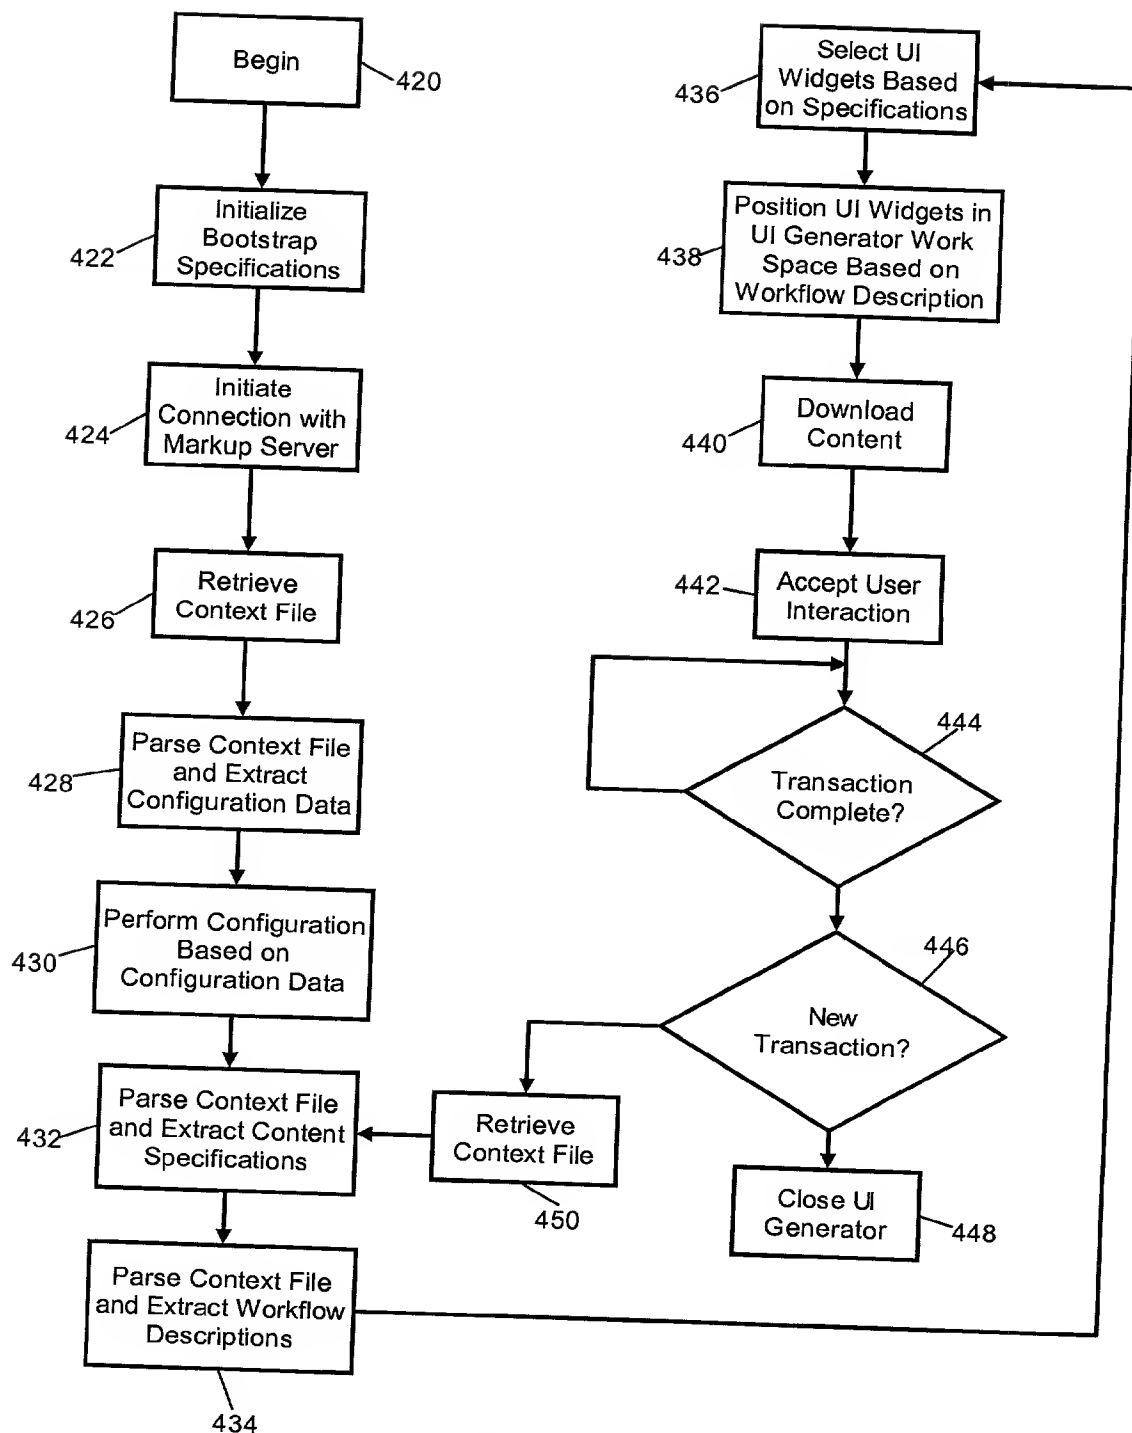 Begin
420
Initialize
Bootstrap
Specifications
422
Initiate
Connection with
Markup Server
424
Retrieve
Context File
426
Parse Context File
and Extract
Configuration Data
428
Perform Configuration
Based on
Configuration Data
430
Parse Context File
and Extract Content
Specifications
432
Parse Context File
and Extract Workflow
Descriptions
434
Select UI
Widgets Based
on Specifications
436
Position UI Widgets in
UI Generator Work
Space Based on
Workflow Description
438
Download
Content
440
Accept User
Interaction
442
Transaction
Complete?
444
New
Transaction?
446
Retrieve
Context File
450
Close UI
Generator
448